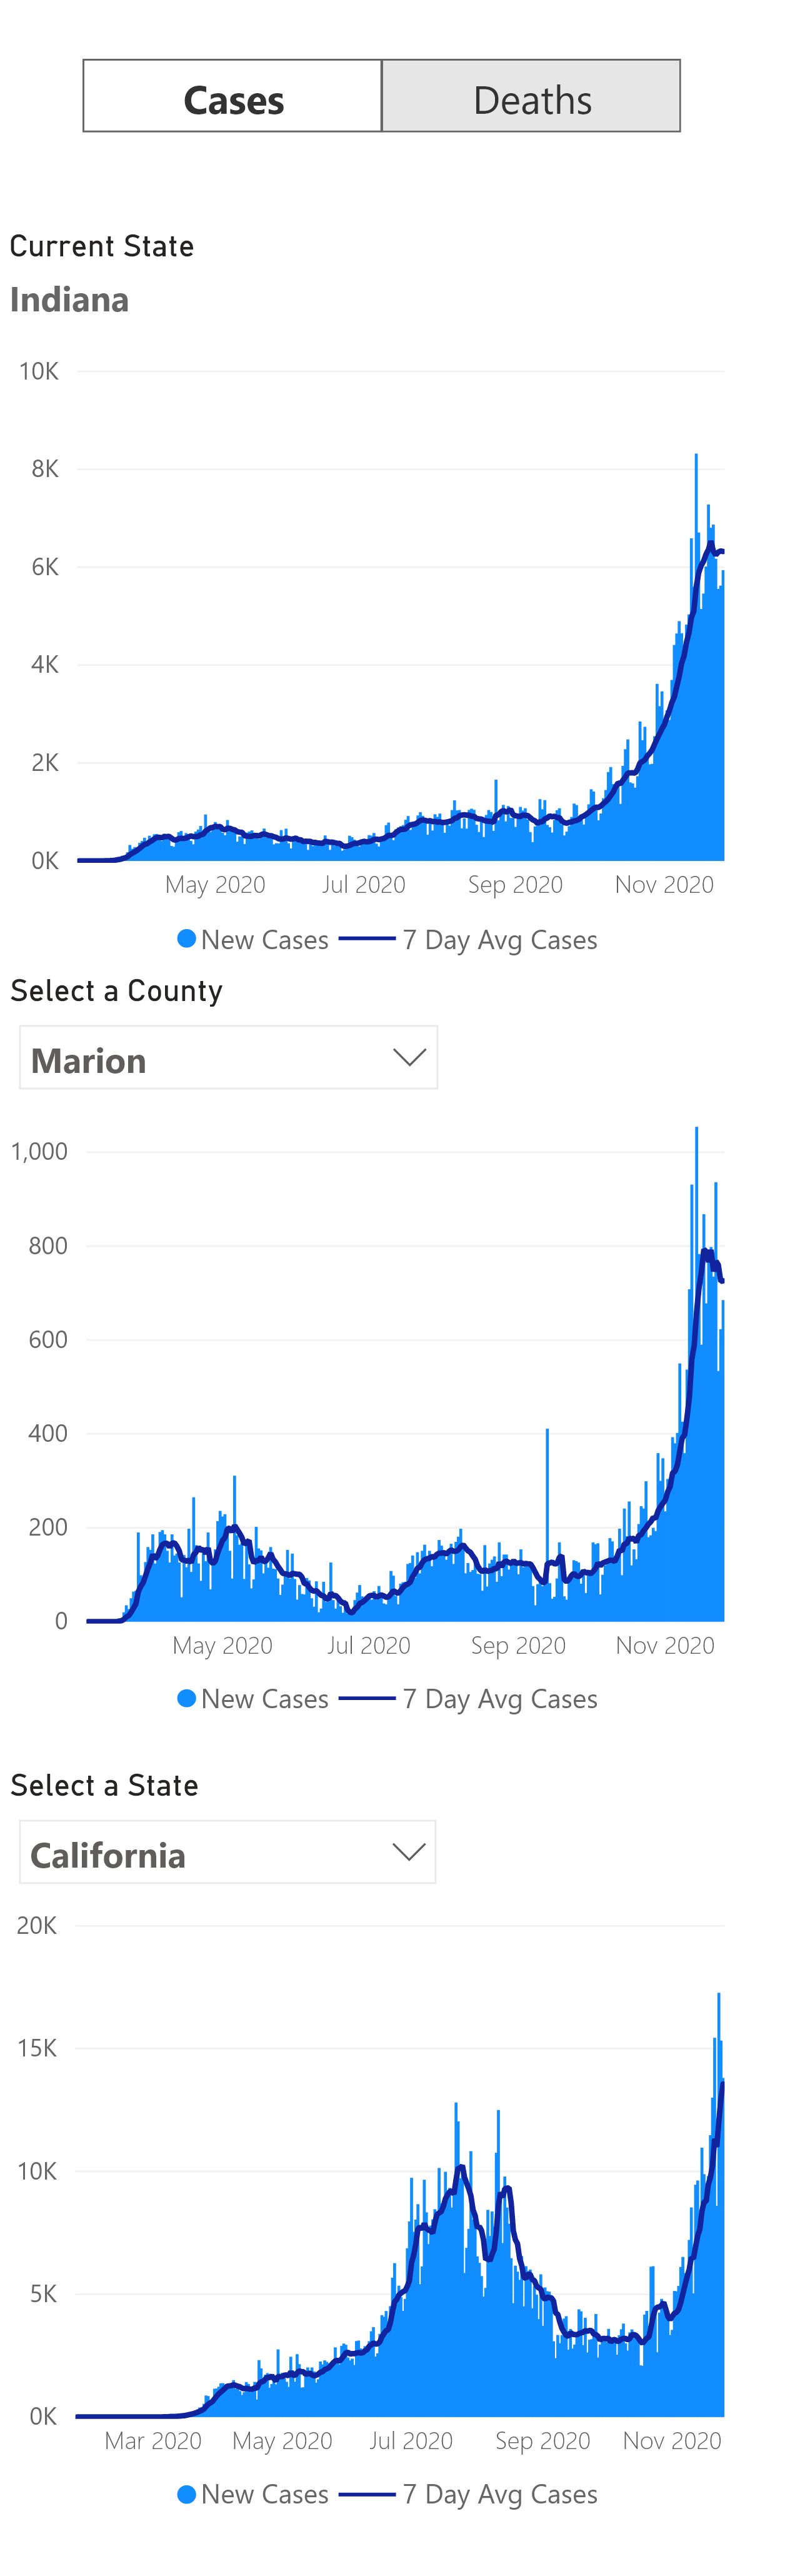 Cases Deaths
Current State
Indiana
10K
8K
6K
4K
2K
0K
May 2020 Jul 2020 Sep 2020 Nov 2020
New Cases 7 Day Avg Cases
Select a County
Marion
1,000
800
600
400
200
0
May 2020 Jul 2020 Sep 2020 Nov 2020
New Cases 7 Day Avg Cases
Select a State
California
20K
15K
10K
5K
0K
Mar 2020 May 2020 Jul 2020 Sep 2020 Nov 2020
New Cases 7 Day Avg Cases